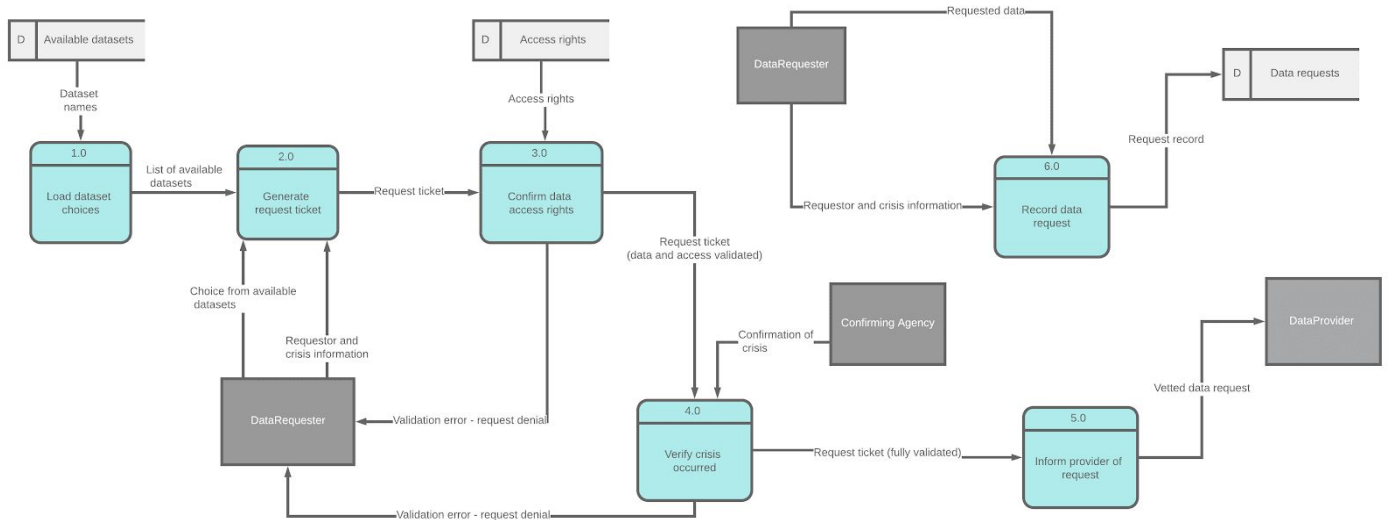 D
Available datasets
Dataset
names
1.0
Load dataset
choices
List of available
datasets
2.0
Generate
request ticket
Request ticket
D
Access rights
Access rights
3.0
Confirm data
access rights
Choice from available
datasets
Requestor and
crisis information
DataRequester
Validation error - request denial
Validation error - request denial
Request ticket
(data and access validated)
Confirming Agency
Confirmation of
crisis
4.0
Verify crisis
occurred
Request ticket (fully validated)
5.0
Inform provider of
request
Vetted data request
DataProvider
DataRequester
Requested data
Requestor and crisis information
6.0
Record data
request
Request record
D
Data requests